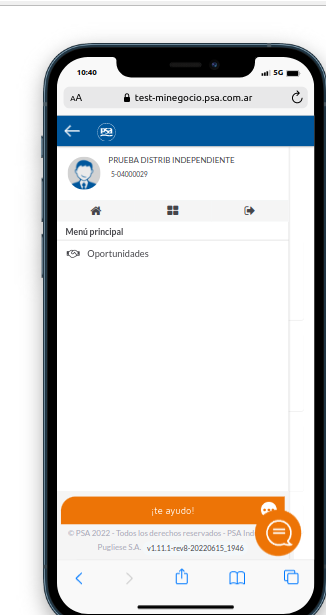 10:40
5G
AA test-minegocio.psa.com.ar
PSA
PRUEBA DISTRIB INDEPENDIENTE
5-04000029
Menú principal
Oportunidades
¡te ayudo!
© PSA 2022 - Todos los derechos reservados - PSA Ind
Pugliese S.A. v1.11.1-rev8-20220615_1946